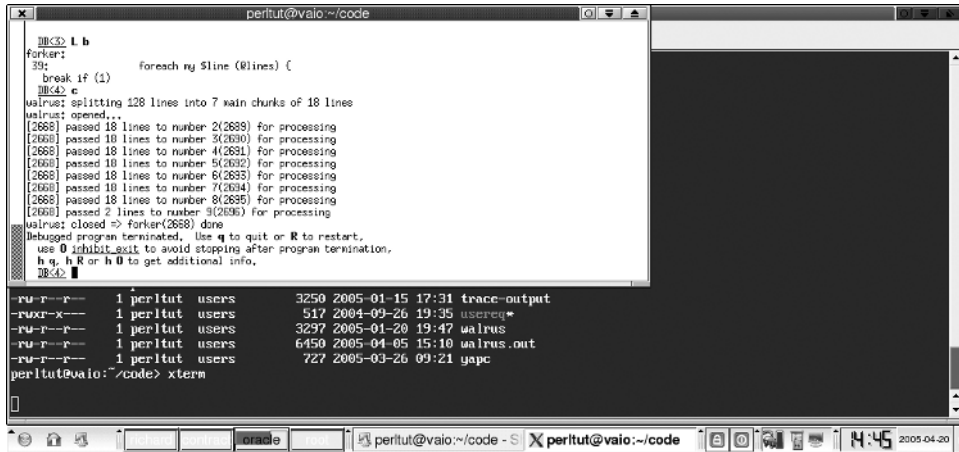 perltut@vaio:~/code
DB<3> L b
forker:
39: foreach my $line (@lines) {
break if (1)
DB<4> c
walrus: splitting 128 lines into 7 main chunks of 18 lines
walrus: opened...
[2668] passed 18 lines to number 2(2689) for processing
[2668] passed 18 lines to number 3(2690) for processing
[2668] passed 18 lines to number 4(2691) for processing
[2668] passed 18 lines to number 5(2692) for processing
[2668] passed 18 lines to number 6(2693) for processing
[2668] passed 18 lines to number 7(2694) for processing
[2668] passed 18 lines to number 8(2695) for processing
[2668] passed 2 lines to number 9(2696) for processing
walrus: closed => forker(2668) done
Debugged program terminated. Use q to quit or R to restart,
use O inhibit_exit to avoid stopping after program termination,
h q, h R or h O to get additional info.
DB<4>
-rw-r--r-- 1 perltut users 3250 2005-01-15 17:31 trace-output
-rwxr-x--- 1 perltut users 517 2004-09-26 19:35 usereq*
-rw-r--r-- 1 perltut users 3297 2005-01-20 19:47 walrus
-rw-r--r-- 1 perltut users 6450 2005-04-05 15:10 walrus.out
-rw-r--r-- 1 perltut users 727 2005-03-26 09:21 yapc
perltut@vaio:~/code> xterm
richard contract oracle root perltut@vaio:~/code - S X perltut@vaio:~/code 14:45 2005-04-20